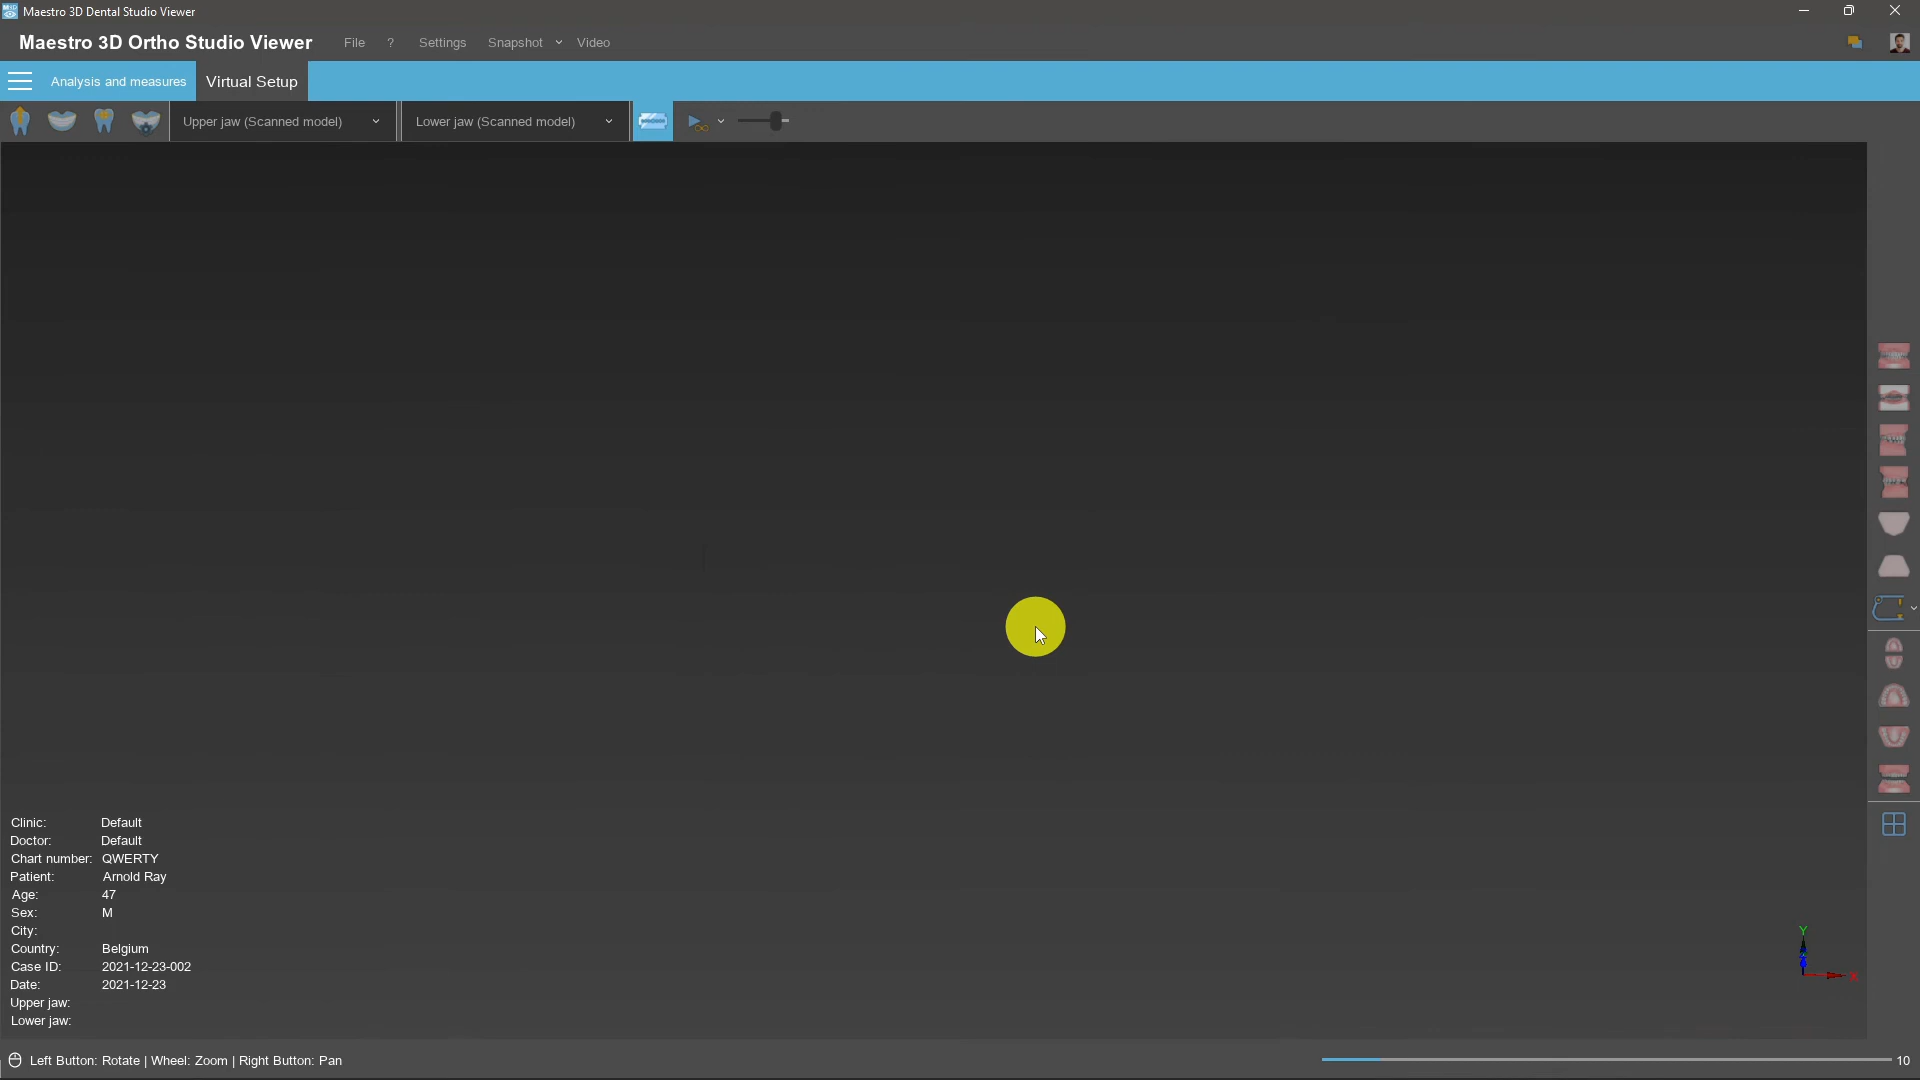 Maestro 3D Dental Studio Viewer
Maestro 3D Ortho Studio Viewer File ? Settings Snapshot Video
Analysis and measures Virtual Setup
Upper jaw (Scanned model) Lower jaw (Scanned model)
Clinic: Default
Doctor: Default
Chart number: QWERTY
Patient: Arnold Ray
Age: 47
Sex: M
City:
Country: Belgium
Case ID: 2021-12-23-002
Date: 2021-12-23
Upper jaw:
Lower jaw:
Y
X
Left Button: Rotate | Wheel: Zoom | Right Button: Pan
10